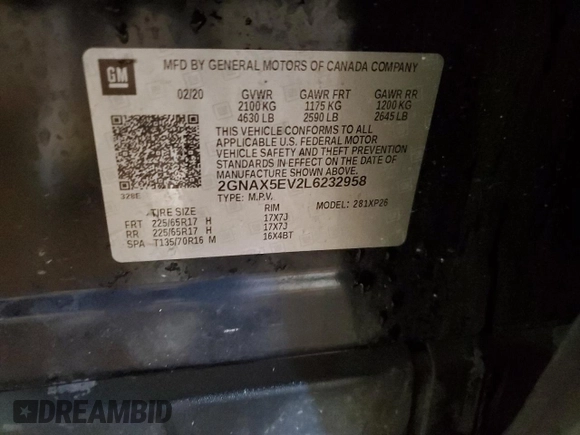 GM
MFD BY GENERAL MOTORS OF CANADA COMPANY
02/20 GVWR GAWR FRT GAWR RR
2100 KG 1175 KG 1200 KG
4630 LB 2590 LB 2645 LB
THIS VEHICLE CONFORMS TO ALL
APPLICABLE U.S. FEDERAL MOTOR
VEHICLE SAFETY AND THEFT PREVENTION
STANDARDS IN EFFECT ON THE DATE OF
MANUFACTURE SHOWN ABOVE.
328E 2GNAX5EV2L6232958
TYPE: M.P.V. MODEL: 281XP26
TIRE SIZE RIM
FRT 225/65R17 H 17X7J
RR 225/65R17 H 17X7J
SPA T135/70R16 M 16X4BT
DREAMBID